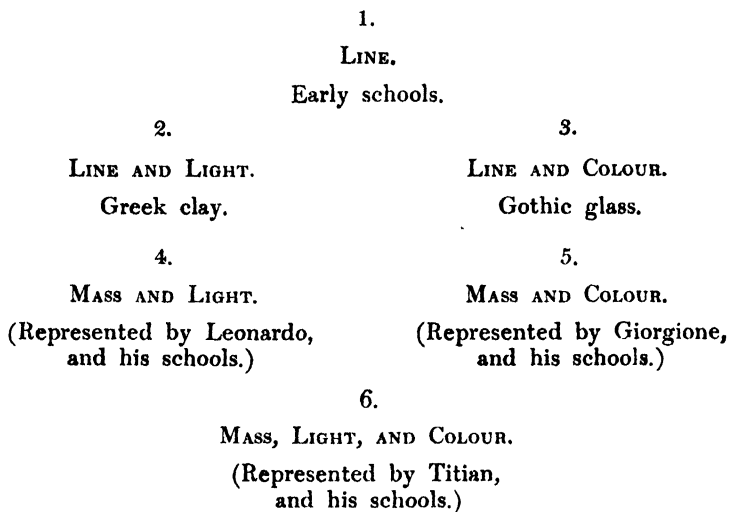 1.
LINE.
Early schools.
2.
LINE AND LIGHT.
Greek clay.
3.
LINE AND COLOUR.
Gothic glass.
4.
MASS AND LIGHT.
(Represented by Leonardo,
and his schools.)
5.
MASS AND COLOUR.
(Represented by Giorgione,
and his schools.)
6.
MASS, LIGHT, AND COLOUR.
(Represented by Titian,
and his schools.)